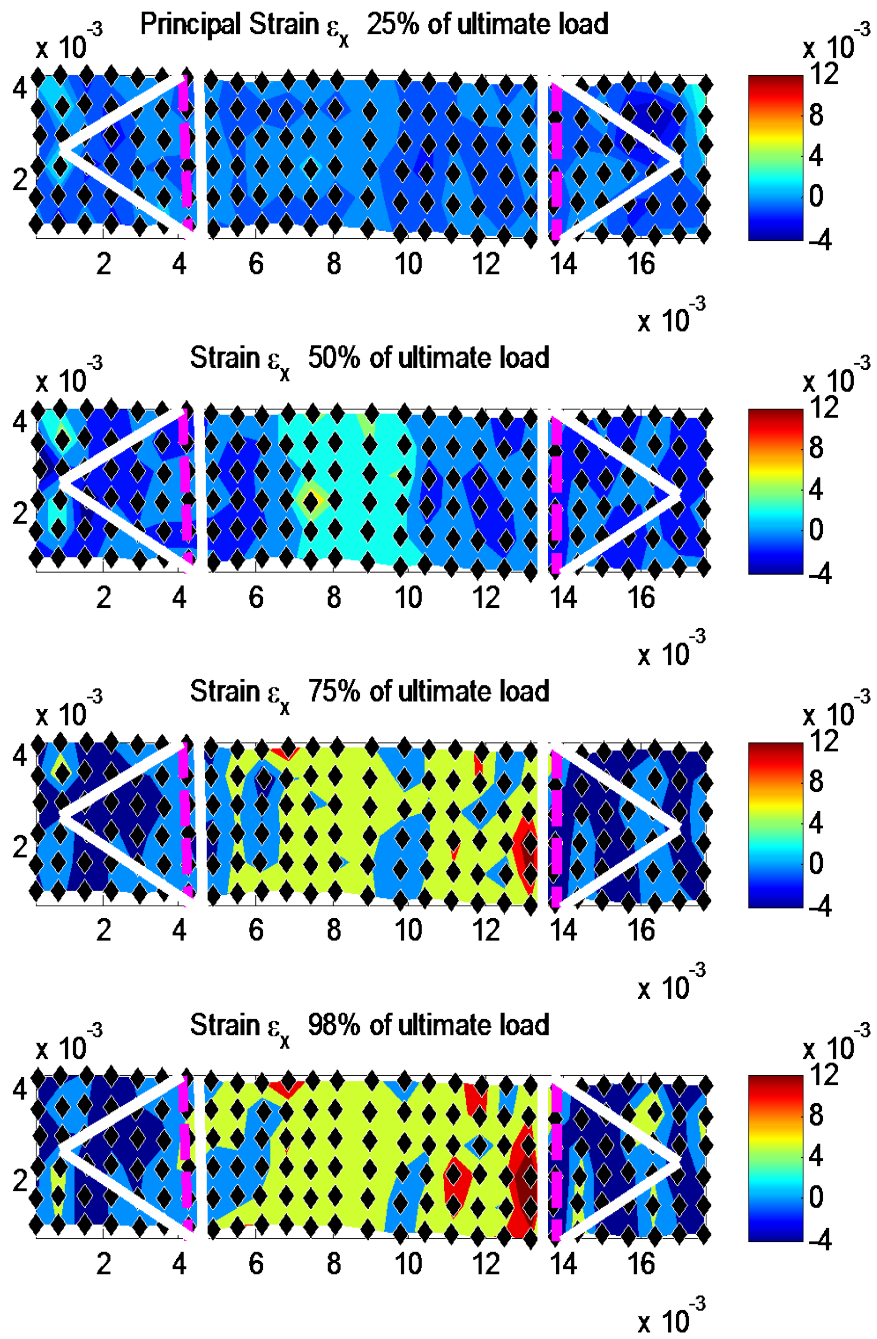 Principal Strain εx 25% of ultimate load
x 10-3
x 10-3
4
2
12
8
4
0
–4
2 4 6 8 10 12 14 16
x 10-3
Strain εx 50% of ultimate load
x 10-3
x 10-3
4
2
12
8
4
0
–4
2 4 6 8 10 12 14 16
x 10-3
Strain εx 75% of ultimate load
x 10-3
x 10-3
4
2
12
8
4
0
–4
2 4 6 8 10 12 14 16
x 10-3
Strain εx 98% of ultimate load
x 10-3
x 10-3
4
2
12
8
4
0
–4
2 4 6 8 10 12 14 16
x 10-3